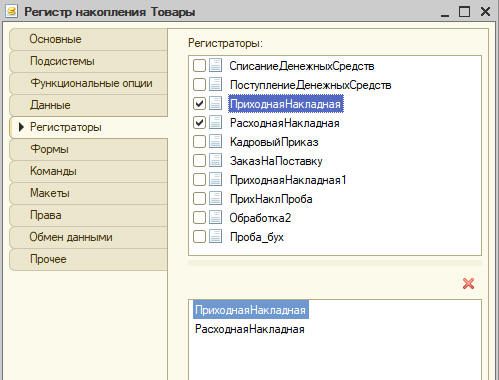 Регистр накопления Товары
Основные
Подсистемы
Функциональные опции
Данные
Регистраторы
Формы
Команды
Макеты
Права
Обмен данными
Прочее
Регистраторы:
СписаниеДенежныхСредств
ПоступлениеДенежныхСредств
ПриходнаяНакладная
РасходнаяНакладная
КадровыйПриказ
ЗаказНаПоставку
ПриходнаяНакладная1
ПрихНаклПроба
Обработка2
Проба_бух
ПриходнаяНакладная
РасходнаяНакладная